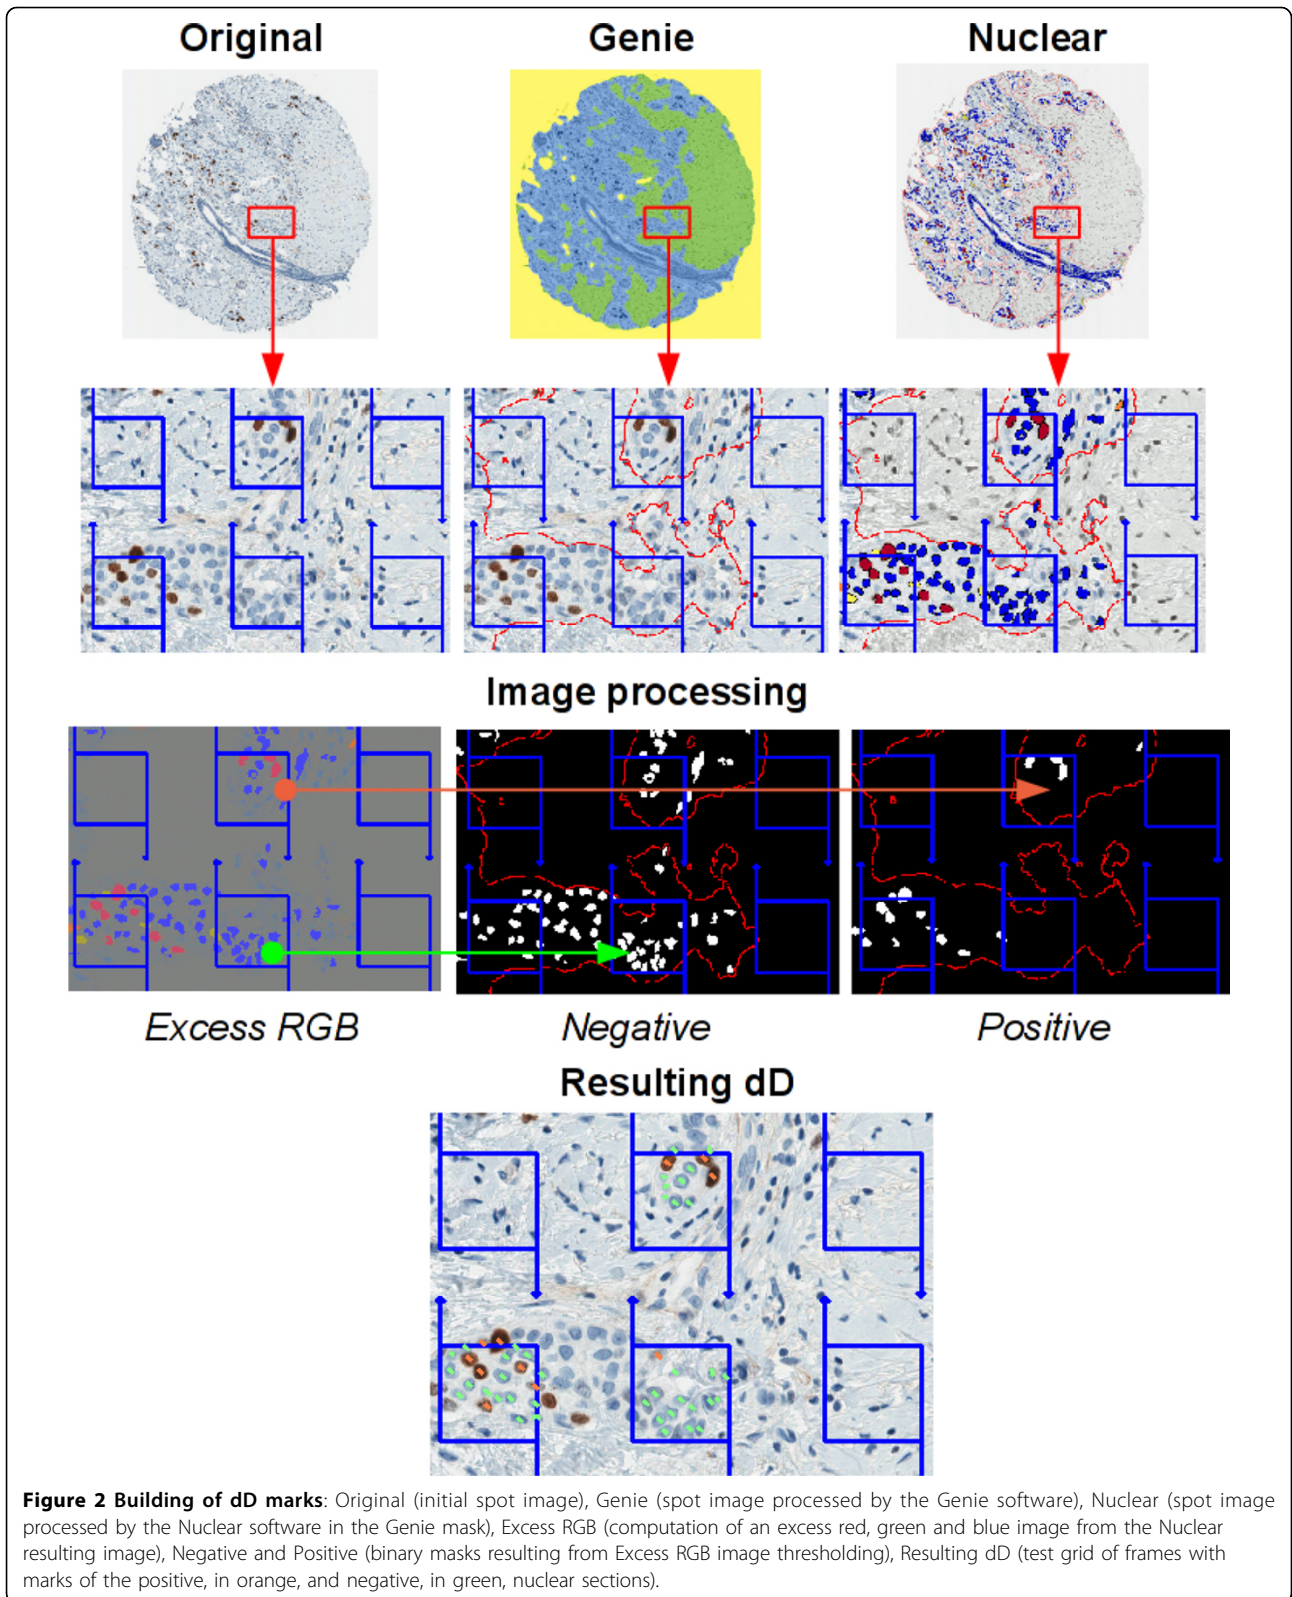 Original Genie Nuclear
Image processing
Excess RGB Negative Positive
Resulting dD
Figure 2 Building of dD marks: Original (initial spot image), Genie (spot image processed by the Genie software), Nuclear (spot image
processed by the Nuclear software in the Genie mask), Excess RGB (computation of an excess red, green and blue image from the Nuclear
resulting image), Negative and Positive (binary masks resulting from Excess RGB image thresholding), Resulting dD (test grid of frames with
marks of the positive, in orange, and negative, in green, nuclear sections).